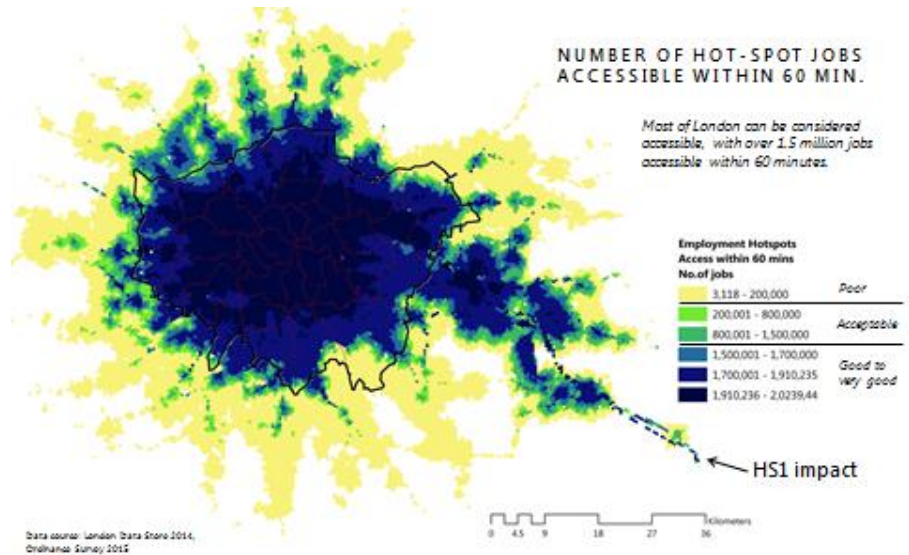 NUMBER OF HOT-SPOT JOBS
ACCESSIBLE WITHIN 60 MIN.
Most of London can be considered
accessible, with over 1.5 million jobs
accessible within 60 minutes.
Employment Hotspots
Access within 60 mins
No.of jobs
3,118 - 200,000
Poor
200,001 - 800,000
Acceptable
800,001 - 1,500,000
1,500,001 - 1,700,000
Good to
very good
1,700,001 - 1,910,235
1,910,236 - 2,0239,44
HS1 impact
Kilometers
0 4.5 9 18 27 36
Data source: London Data Store 2014,
Ordnance Survey 2015